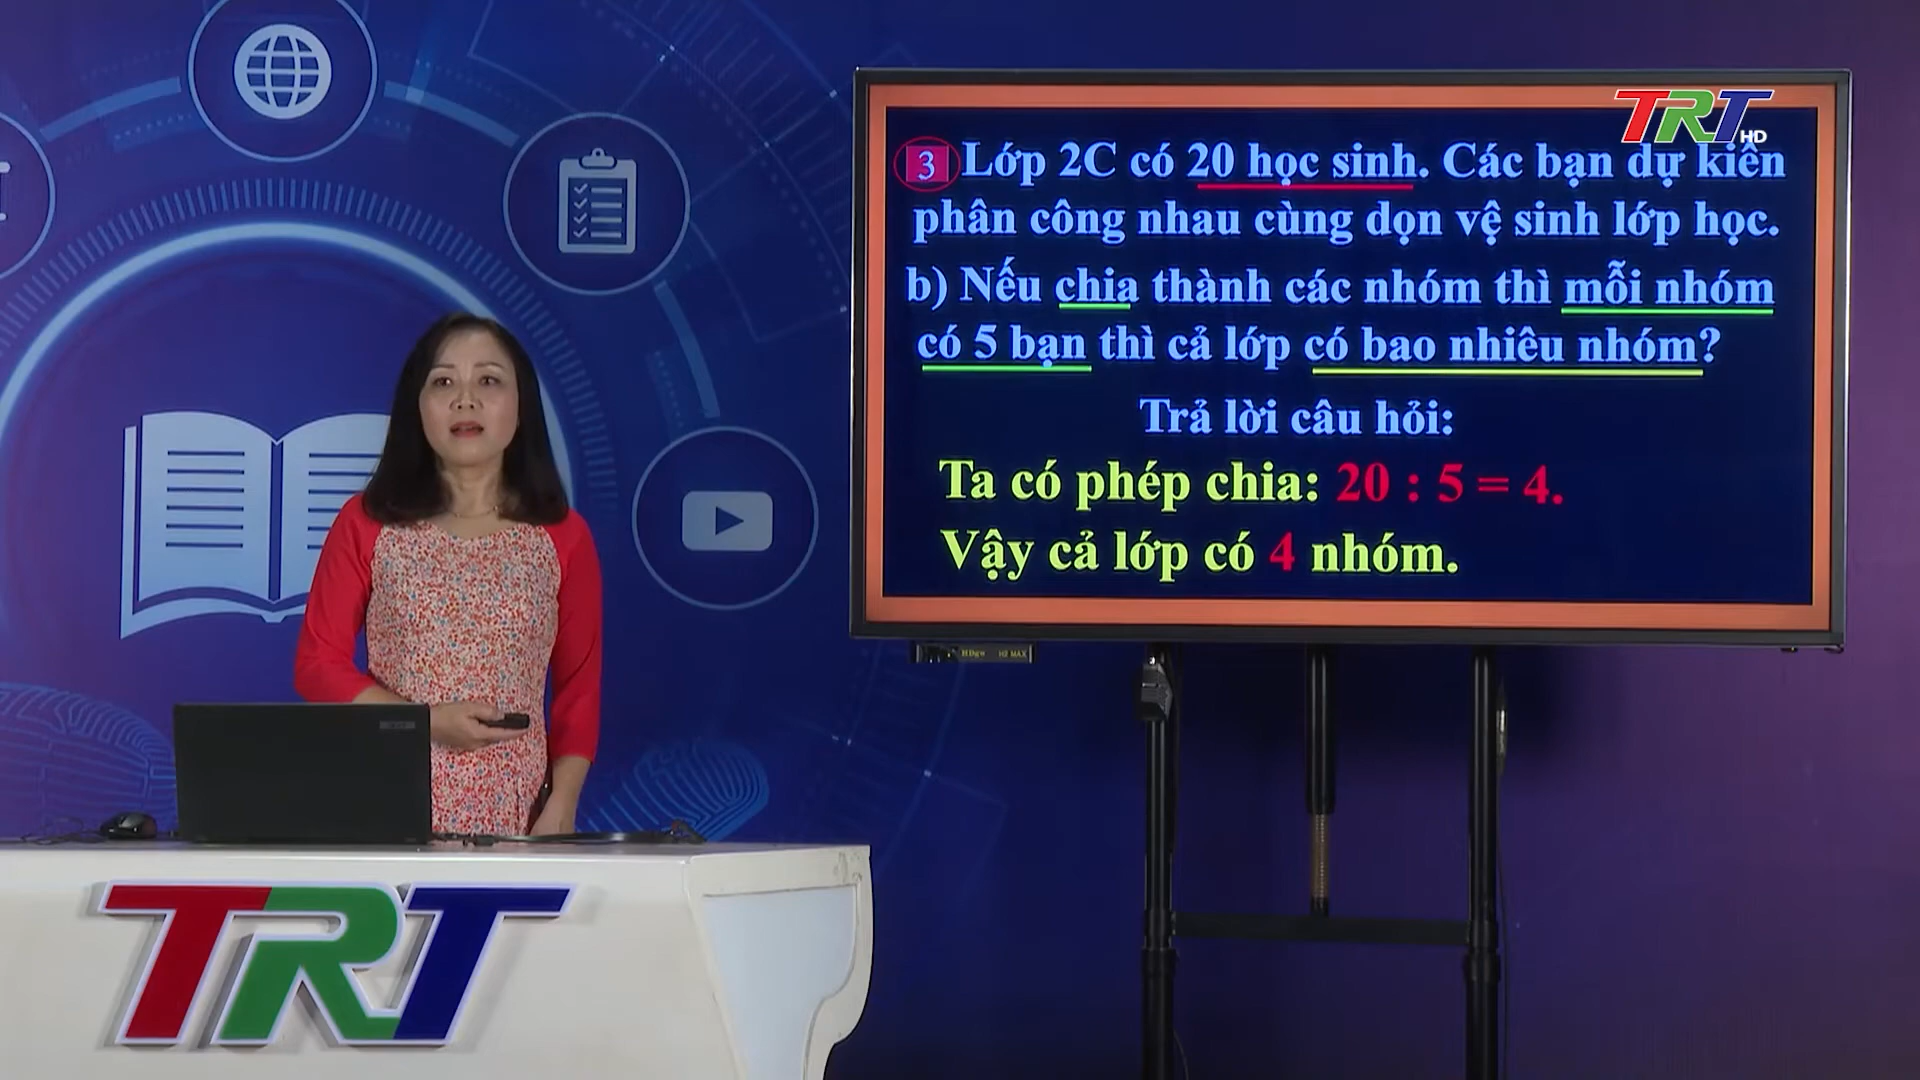 TRT HD
3 Lớp 2C có 20 học sinh. Các bạn dự kiến
phân công nhau cùng dọn vệ sinh lớp học.
b) Nếu chia thành các nhóm thì mỗi nhóm
có 5 bạn thì cả lớp có bao nhiêu nhóm?
Trả lời câu hỏi:
Ta có phép chia: 20 : 5 = 4.
Vậy cả lớp có 4 nhóm.
H2 MAX
TRT